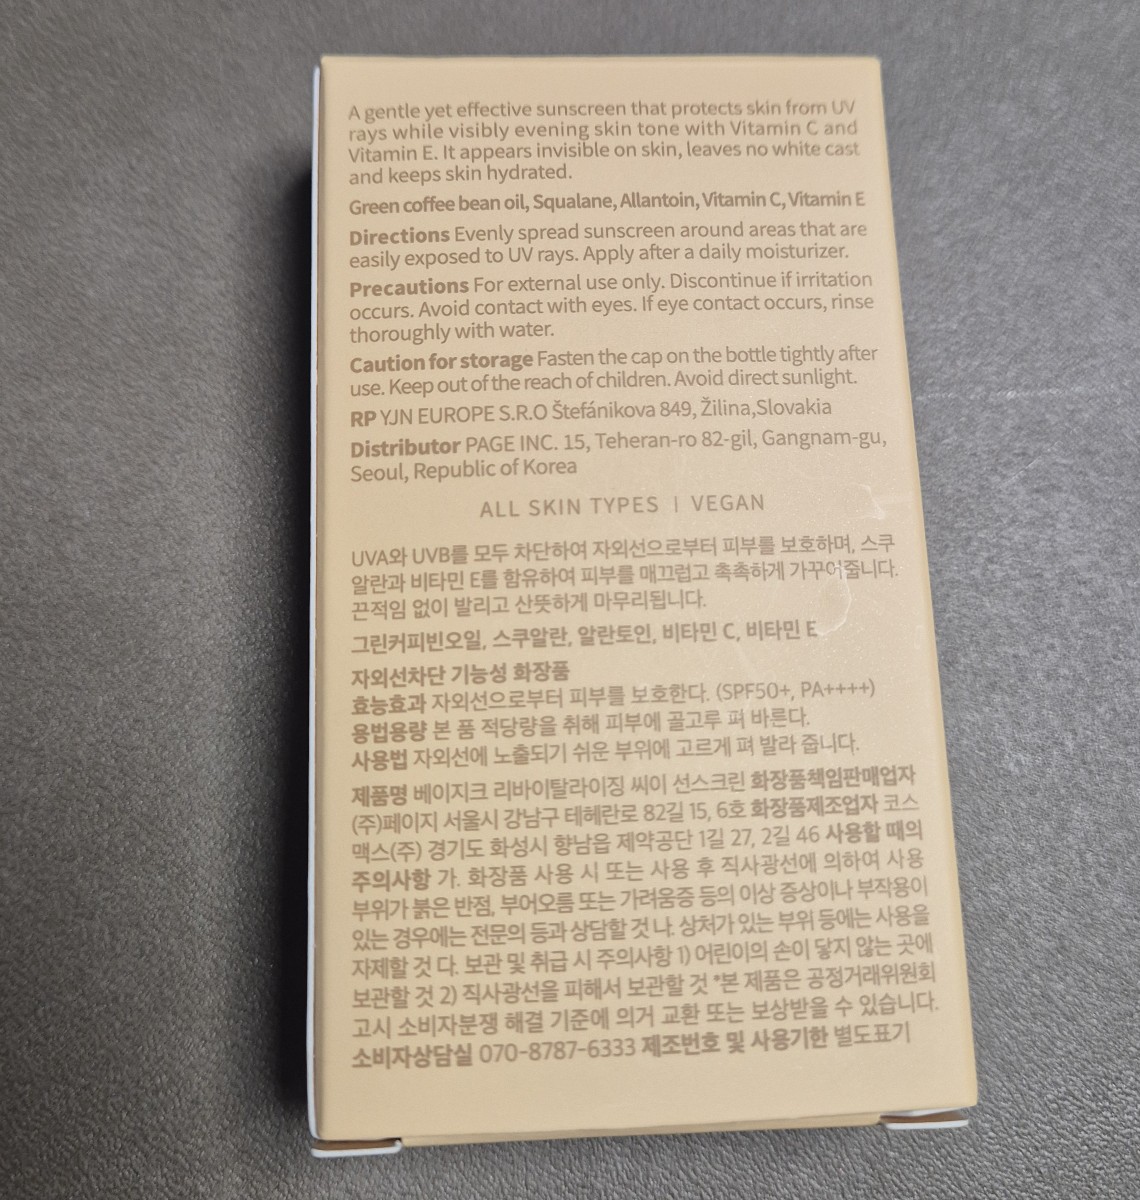 A gentle yet effective sunscreen that protects skin from UV
rays while visibly evening skin tone with Vitamin C and
Vitamin E. It appears invisible on skin, leaves no white cast
and keeps skin hydrated.
Green coffee bean oil, Squalane, Allantoin, Vitamin C, Vitamin E
Directions Evenly spread sunscreen around areas that are
easily exposed to UV rays. Apply after a daily moisturizer.
Precautions For external use only. Discontinue if irritation
occurs. Avoid contact with eyes. If eye contact occurs, rinse
thoroughly with water.
Caution for storage Fasten the cap on the bottle tightly after
use. Keep out of the reach of children. Avoid direct sunlight.
RP YJN EUROPE S.R.O Štefánikova 849, Žilina,Slovakia
Distributor PAGE INC. 15, Teheran-ro 82-gil, Gangnam-gu,
Seoul, Republic of Korea
ALL SKIN TYPES | VEGAN
UVA와 UVB를 모두 차단하여 자외선으로부터 피부를 보호하며, 스쿠
알란과 비타민 E를 함유하여 피부를 매끄럽고 촉촉하게 가꾸어줍니다.
끈적임 없이 발리고 산뜻하게 마무리됩니다.
그린커피빈오일, 스쿠알란, 알란토인, 비타민 C, 비타민 E
자외선차단 기능성 화장품
효능효과 자외선으로부터 피부를 보호한다. (SPF50+, PA++++)
용법용량 본 품 적당량을 취해 피부에 골고루 펴 바른다.
사용법 자외선에 노출되기 쉬운 부위에 고르게 펴 발라 줍니다.
제품명 베이지크 리바이탈라이징 씨이 선스크린 화장품책임판매업자
(주)페이지 서울시 강남구 테헤란로 82길 15, 6호 화장품제조업자 코스
맥스(주) 경기도 화성시 향남읍 제약공단 1길 27, 2길 46 사용할 때의
주의사항 가. 화장품 사용 시 또는 사용 후 직사광선에 의하여 사용
부위가 붉은 반점, 부어오름 또는 가려움증 등의 이상 증상이나 부작용이
있는 경우에는 전문의 등과 상담할 것 나. 상처가 있는 부위 등에는 사용을
자제할 것 다. 보관 및 취급 시 주의사항 1) 어린이의 손이 닿지 않는 곳에
보관할 것 2) 직사광선을 피해서 보관할 것 *본 제품은 공정거래위원회
고시 소비자분쟁 해결 기준에 의거 교환 또는 보상받을 수 있습니다.
소비자상담실 070-8787-6333 제조번호 및 사용기한 별도표기